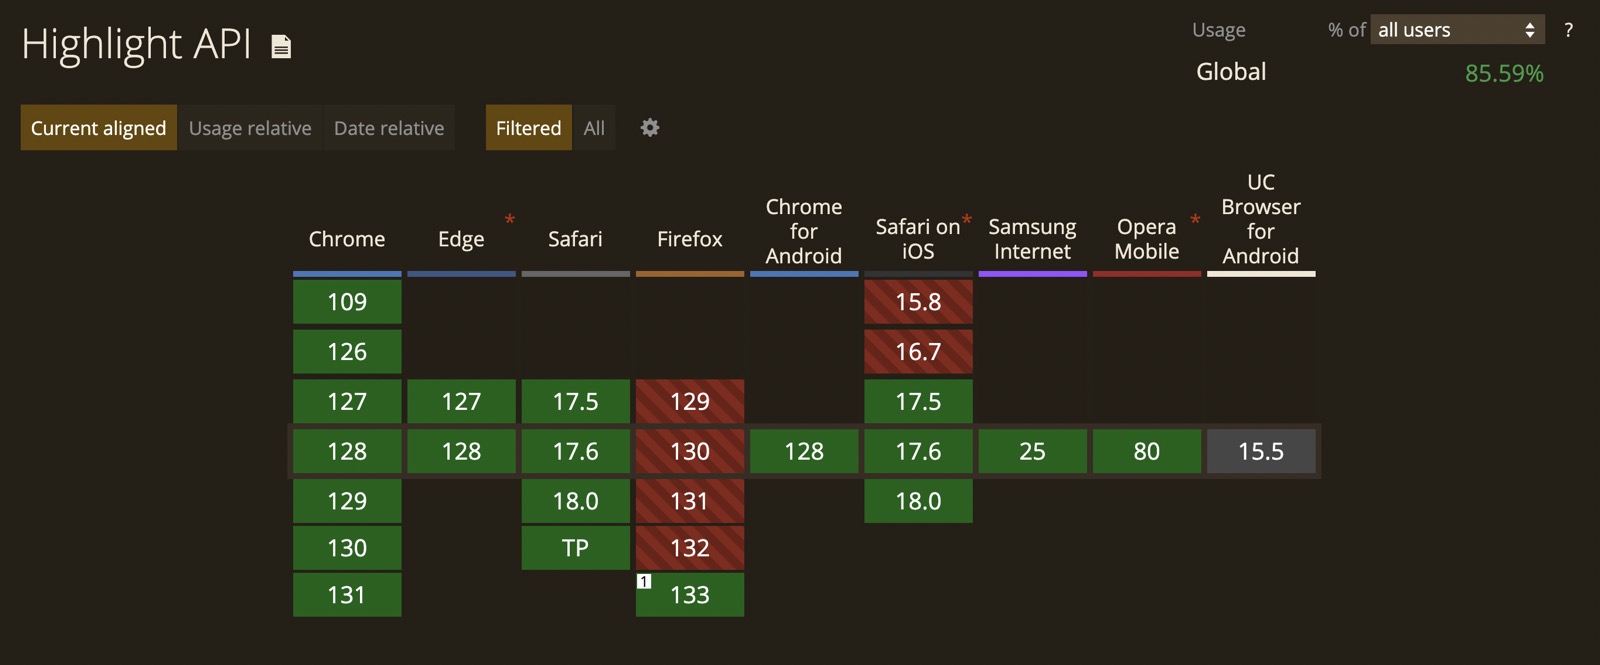 Highlight API
Usage % of all users ?
Global 85.59%
Current aligned Usage relative Date relative Filtered All
Chrome
Edge *
Safari
Firefox
Chrome
for
Android
Safari on *
iOS
Samsung
Internet
Opera *
Mobile
UC
Browser
for
Android
109 15.8
126 16.7
127 127 17.5 129 17.5
128 128 17.6 130 128 17.6 25 80 15.5
129 18.0 131 18.0
130 TP 132
131 1 133